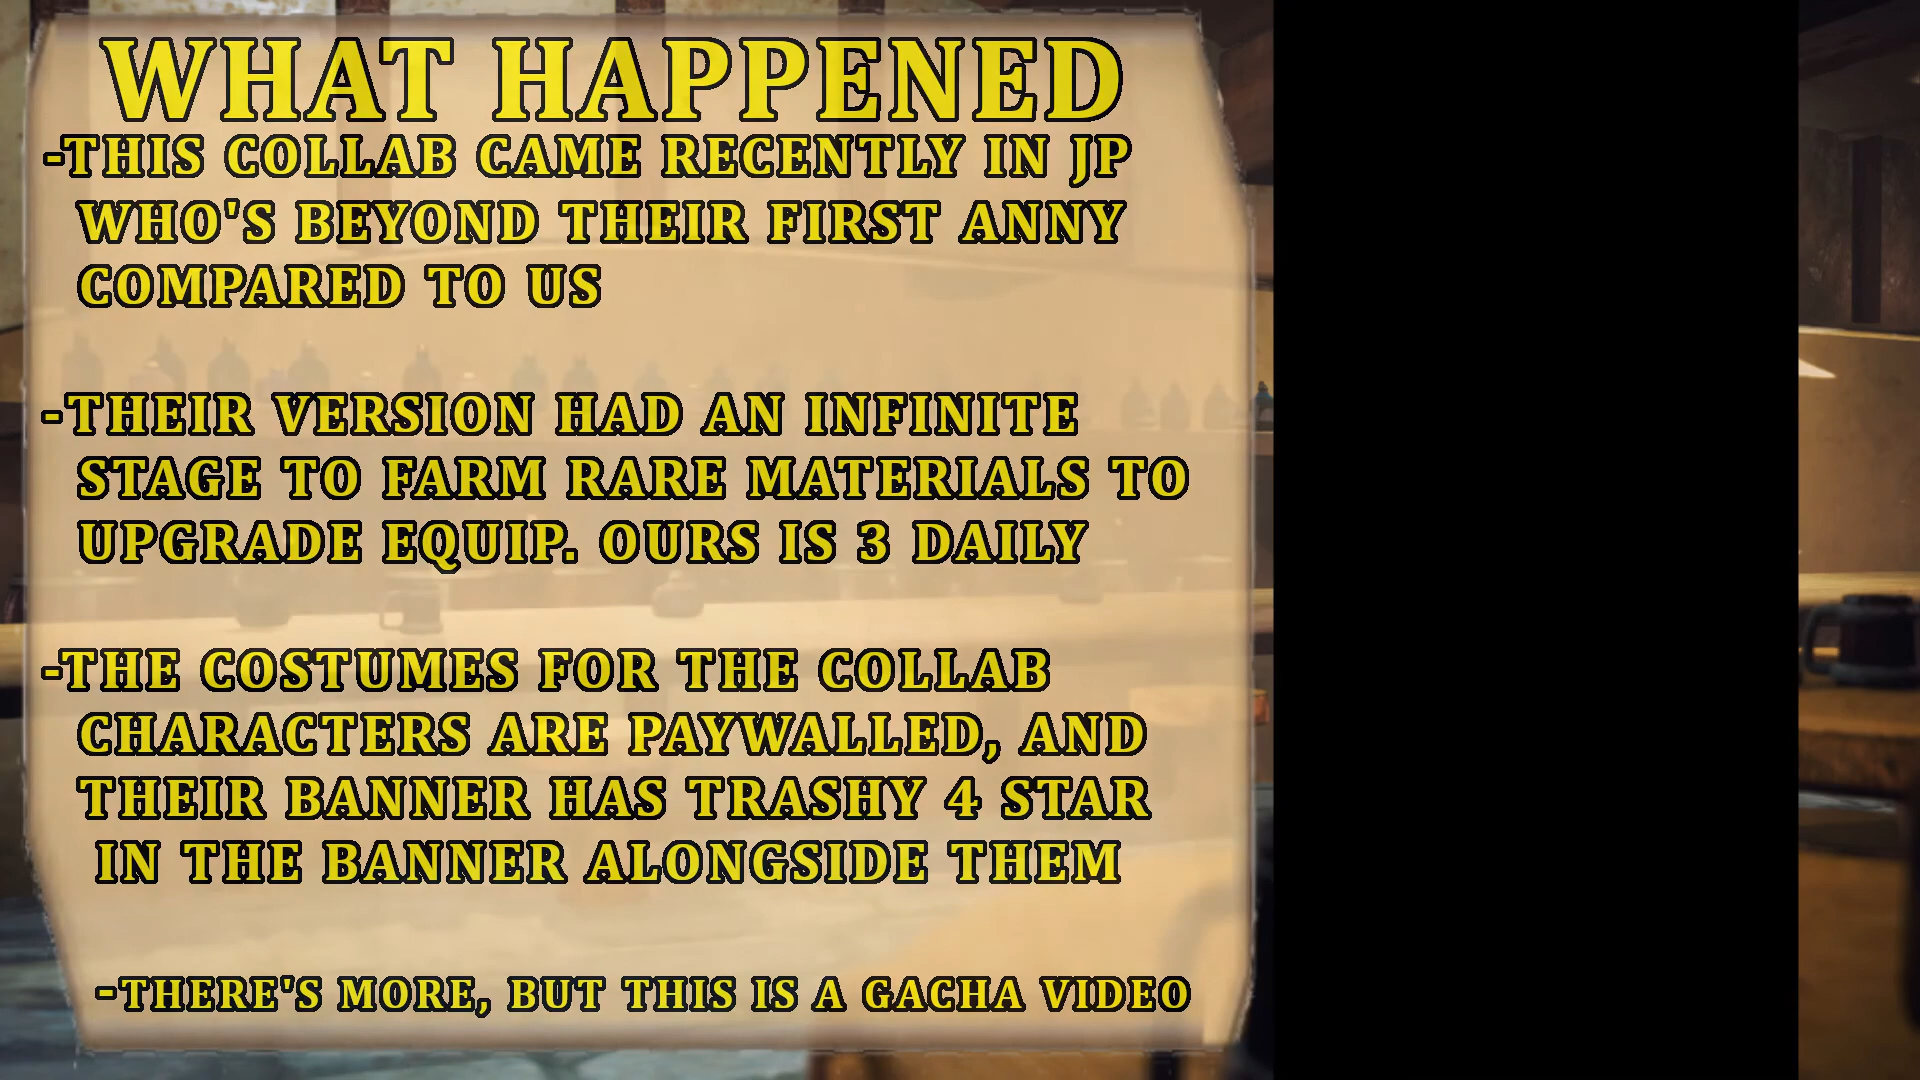 WHAT HAPPENED
-THIS COLLAB CAME RECENTLY IN JP
WHO'S BEYOND THEIR FIRST ANNY
COMPARED TO US
-THEIR VERSION HAD AN INFINITE
STAGE TO FARM RARE MATERIALS TO
UPGRADE EQUIP. OURS IS 3 DAILY
-THE COSTUMES FOR THE COLLAB
CHARACTERS ARE PAYWALLED, AND
THEIR BANNER HAS TRASHY 4 STAR
IN THE BANNER ALONGSIDE THEM
-THERE'S MORE, BUT THIS IS A GACHA VIDEO